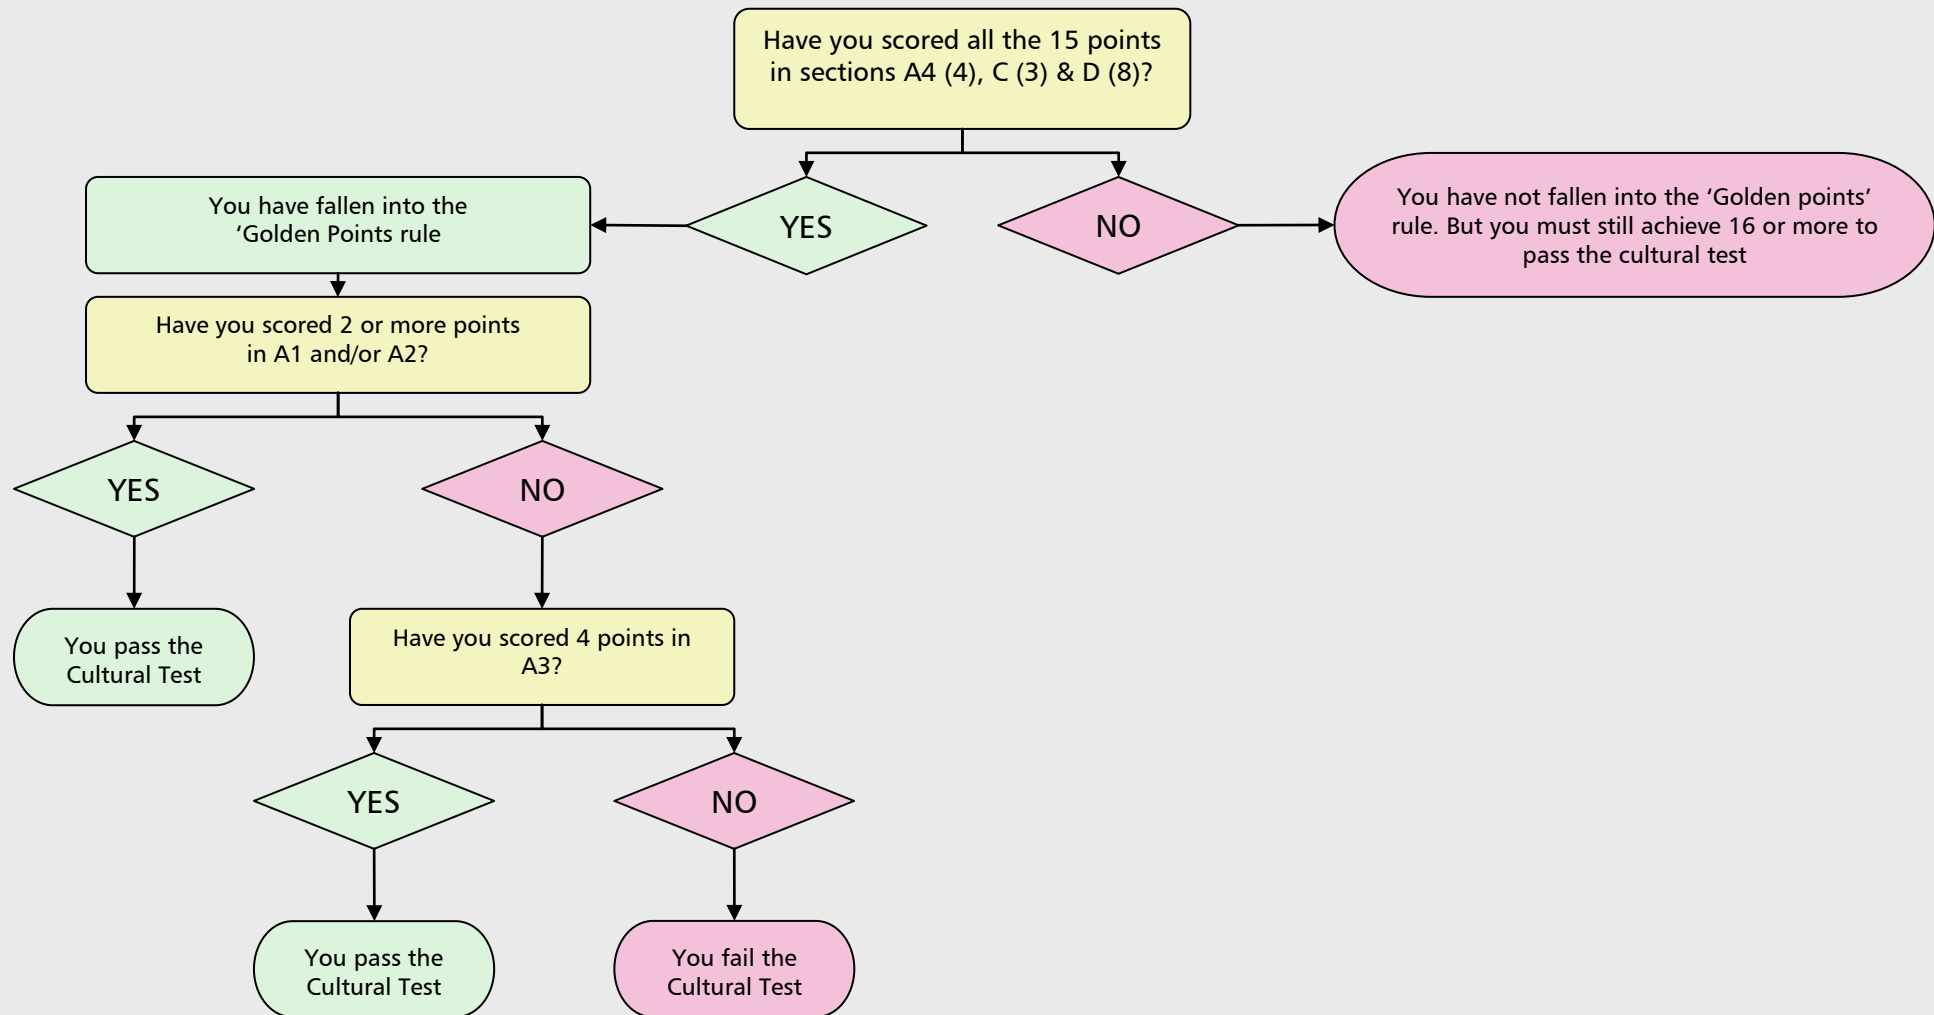 Have you scored all the 15 points
in sections A4 (4), C (3) & D (8)?
YES
NO
You have fallen into the
‘Golden Points rule
You have not fallen into the ‘Golden points’
rule. But you must still achieve 16 or more to
pass the cultural test
Have you scored 2 or more points
in A1 and/or A2?
YES
NO
You pass the
Cultural Test
Have you scored 4 points in
A3?
YES
NO
You pass the
Cultural Test
You fail the
Cultural Test